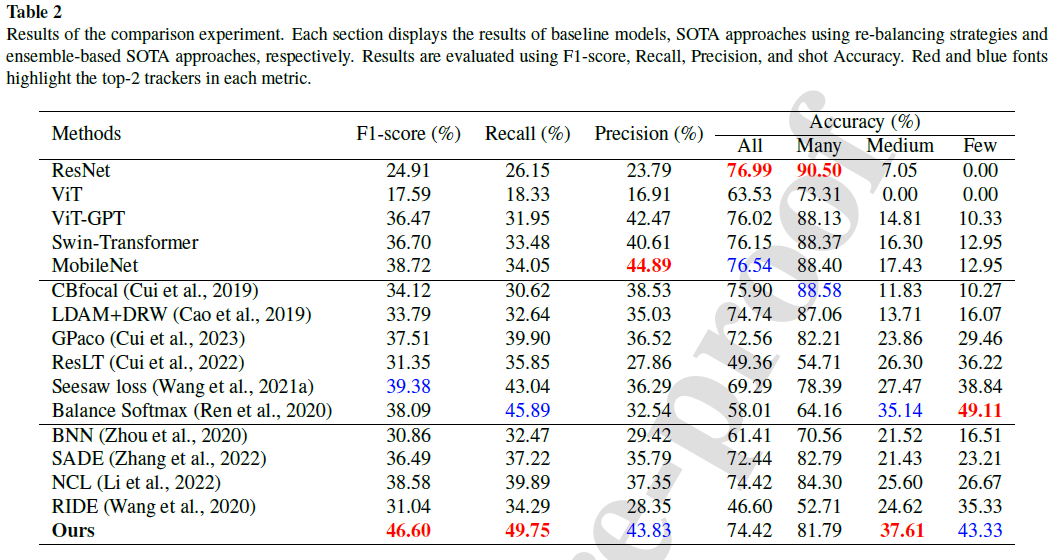 Table 2
Results of the comparison experiment. Each section displays the results of baseline models, SOTA approaches using re-balancing strategies and
ensemble-based SOTA approaches, respectively. Results are evaluated using F1-score, Recall, Precision, and shot Accuracy. Red and blue fonts
highlight the top-2 trackers in each metric.
Methods F1-score (%) Recall (%) Precision (%) Accuracy (%)
All Many Medium Few
ResNet 24.91 26.15 23.79 76.99 90.50 7.05 0.00
ViT 17.59 18.33 16.91 63.53 73.31 0.00 0.00
ViT-GPT 36.47 31.95 42.47 76.02 88.13 14.81 10.33
Swin-Transformer 36.70 33.48 40.61 76.15 88.37 16.30 12.95
MobileNet 38.72 34.05 44.89 76.54 88.40 17.43 12.95
CBfocal (Cui et al., 2019) 34.12 30.62 38.53 75.90 88.58 11.83 10.27
LDAM+DRW (Cao et al., 2019) 33.79 32.64 35.03 74.74 87.06 13.71 16.07
GPaco (Cui et al., 2023) 37.51 39.90 36.52 72.56 82.21 23.86 29.46
ResLT (Cui et al., 2022) 31.35 35.85 27.86 49.36 54.71 26.30 36.22
Seesaw loss (Wang et al., 2021a) 39.38 43.04 36.29 69.29 78.39 27.47 38.84
Balance Softmax (Ren et al., 2020) 38.09 45.89 32.54 58.01 64.16 35.14 49.11
BNN (Zhou et al., 2020) 30.86 32.47 29.42 61.41 70.56 21.52 16.51
SADE (Zhang et al., 2022) 36.49 37.22 35.79 72.44 82.79 21.43 23.21
NCL (Li et al., 2022) 38.58 39.89 37.35 74.42 84.30 25.60 26.67
RIDE (Wang et al., 2020) 31.04 34.29 28.35 46.60 52.71 24.62 35.33
Ours 46.60 49.75 43.83 74.42 81.79 37.61 43.33
e-proof